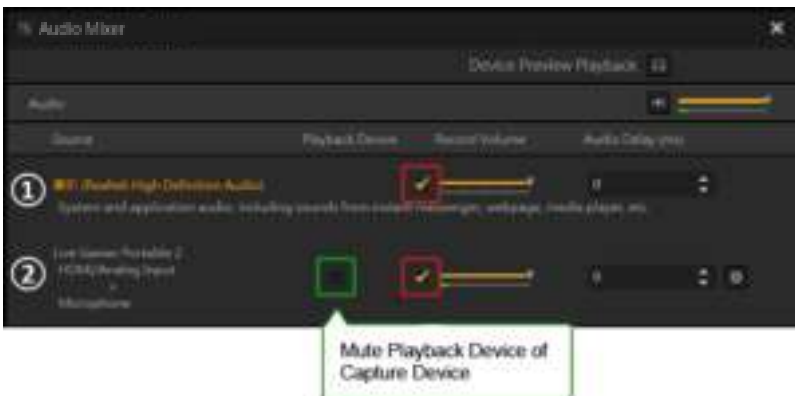 Audio Mixer
Device Preview Playback
Audio
Source Playback Device Record Volume Audio Delay (ms)
① (Realtek High Definition Audio) 0
System and application audio, including sounds from instant messenger, webpage, media player, etc.
Live Gamer Portable 2
② HDMI/Analog Input 0
+
Microphone
Mute Playback Device of
Capture Device